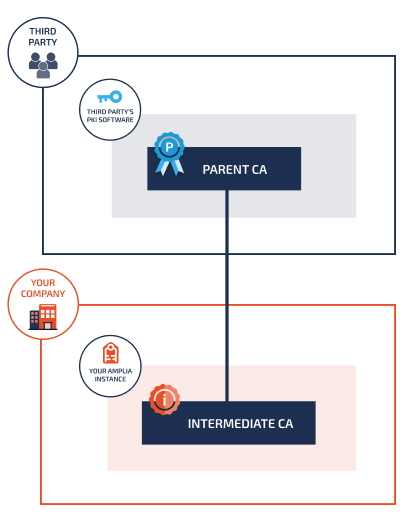 THIRD
PARTY
THIRD PARTY'S
PKI SOFTWARE
P
PARENT CA
YOUR
COMPANY
YOUR AMPLIA
INSTANCE
i
INTERMEDIATE CA